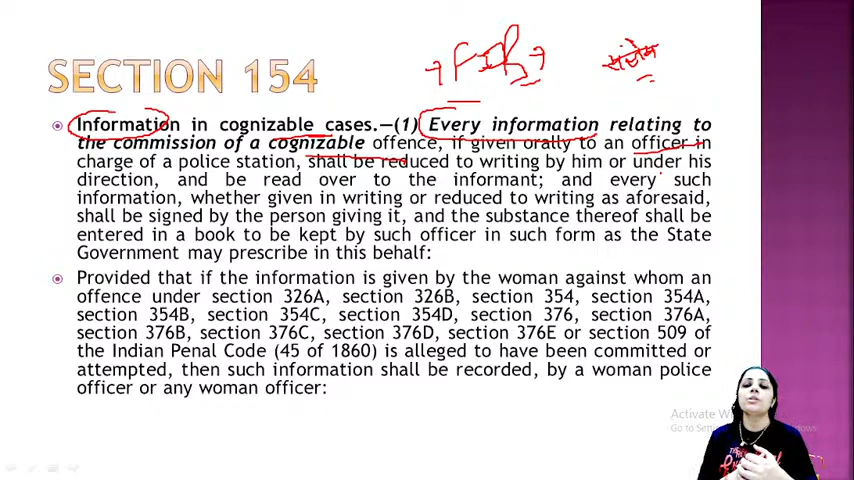 FIR
SECTION 154
Information in cognizable cases.—(1) Every information relating to
the commission of a cognizable offence, if given orally to an officer in
charge of a police station, shall be reduced to writing by him or under his
direction, and be read over to the informant; and every such
information, whether given in writing or reduced to writing as aforesaid,
shall be signed by the person giving it, and the substance thereof shall be
entered in a book to be kept by such officer in such form as the State
Government may prescribe in this behalf:
Provided that if the information is given by the woman against whom an
offence under section 326A, section 326B, section 354, section 354A,
section 354B, section 354C, section 354D, section 376, section 376A,
section 376B, section 376C, section 376D, section 376E or section 509 of
the Indian Penal Code (45 of 1860) is alleged to have been committed or
attempted, then such information shall be recorded, by a woman police
officer or any woman officer:
Activate
Go to